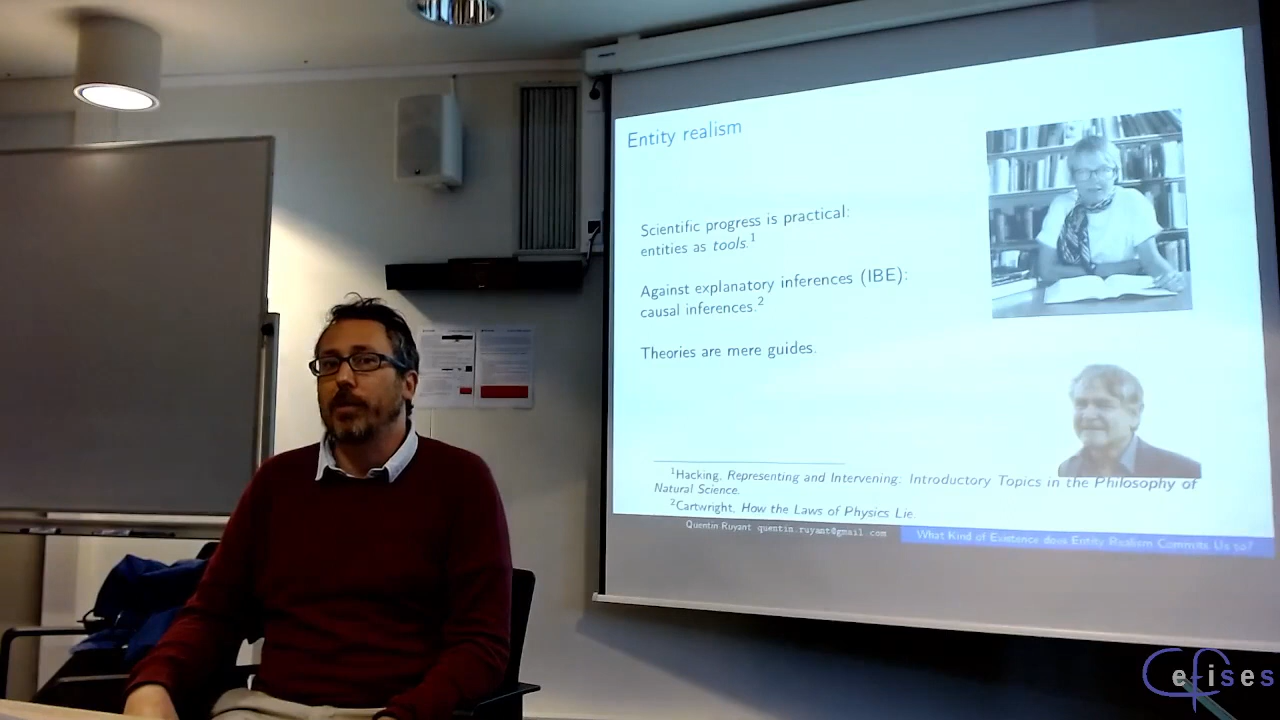 Entity realism
Scientific progress is practical:
entities as tools.1
Against explanatory inferences (IBE):
causal inferences.2
Theories are mere guides.
1Hacking, Representing and Intervening: Introductory Topics in the Philosophy of
Natural Science.
2Cartwright, How the Laws of Physics Lie.
Quentin Ruyant quentin.ruyant@gmail.com
What Kind of Existence does Entity Realism Commits Us to?
Cefises